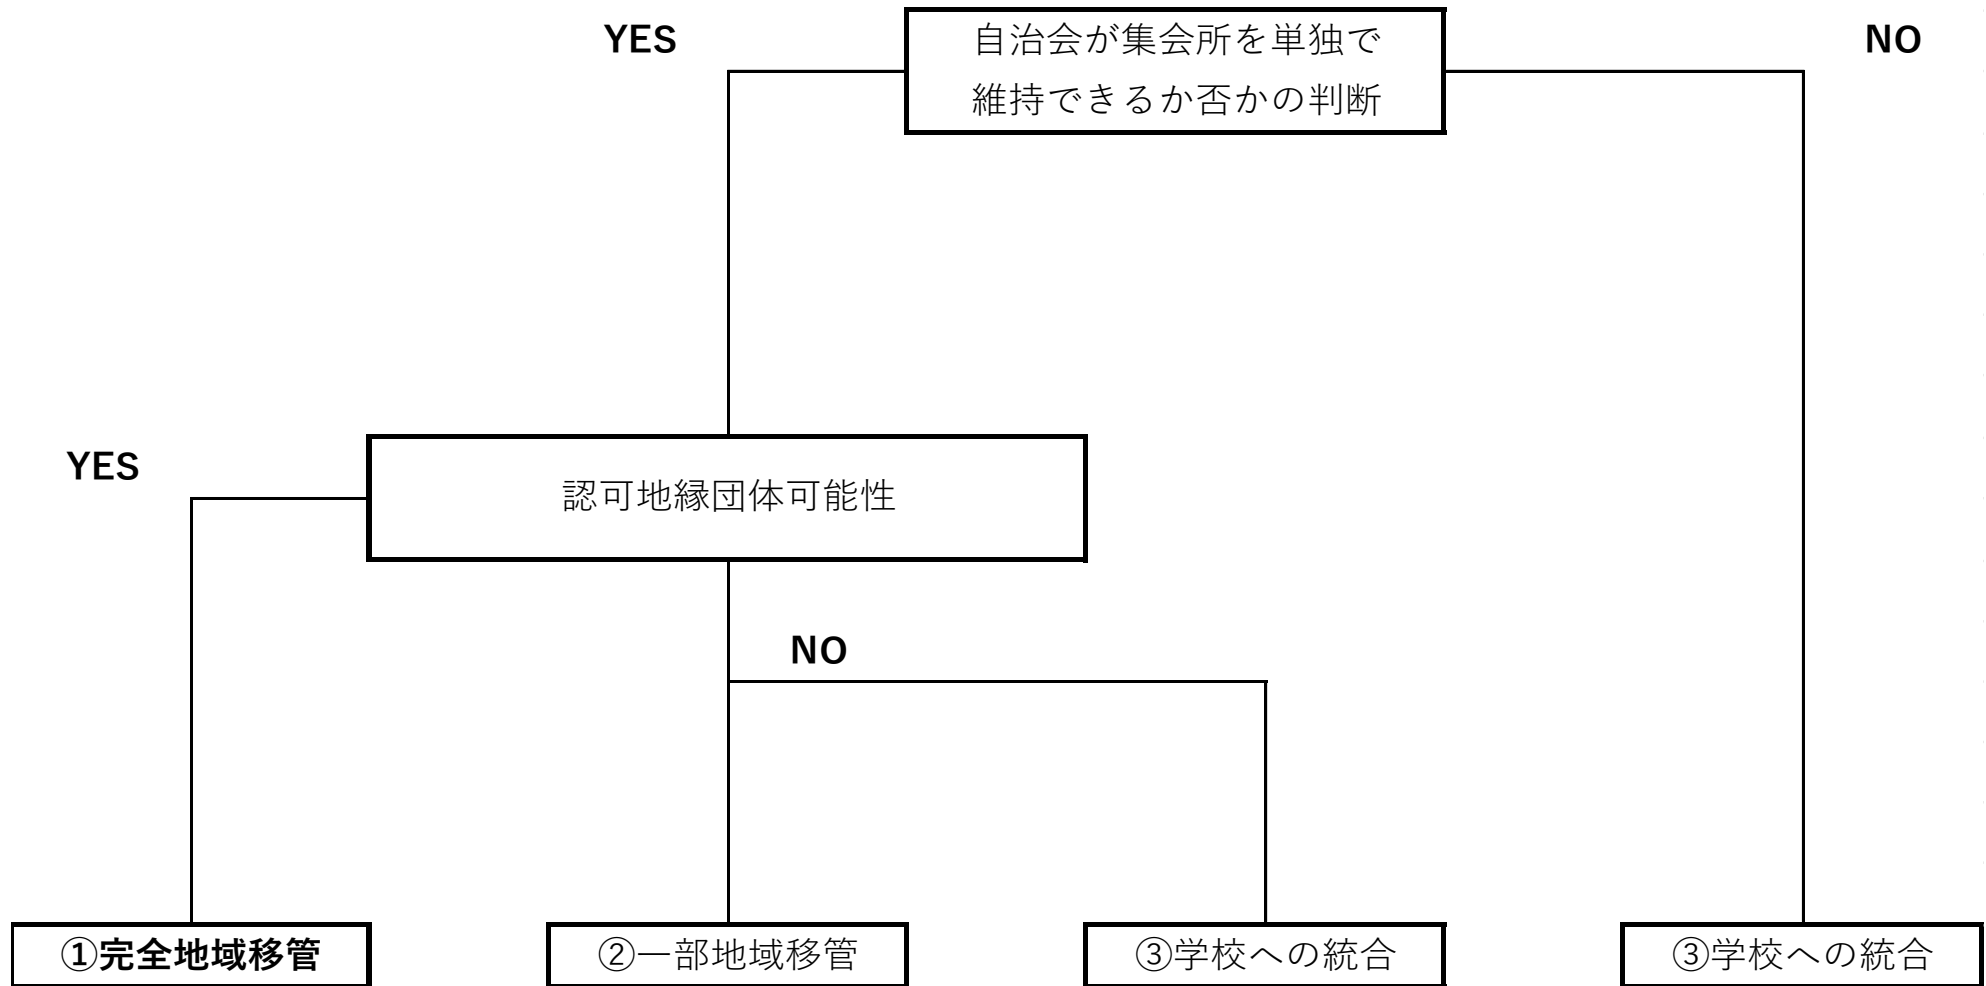 YES
自治会が集会所を単独で
維持できるか否かの判断
NO
YES
認可地縁団体可能性
NO
①完全地域移管
②一部地域移管
③学校への統合
③学校への統合